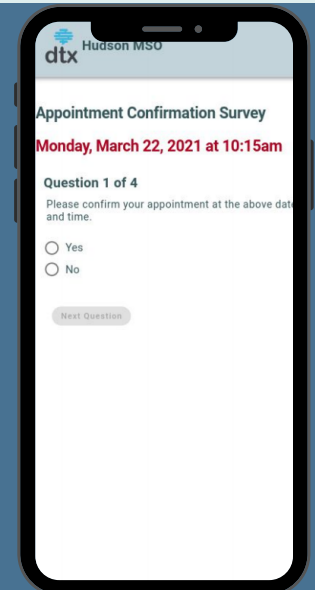 dtx
Hudson MSO
Appointment Confirmation Survey
Monday, March 22, 2021 at 10:15am
Question 1 of 4
Please confirm your appointment at the above date
and time.
Yes
No
Next Question